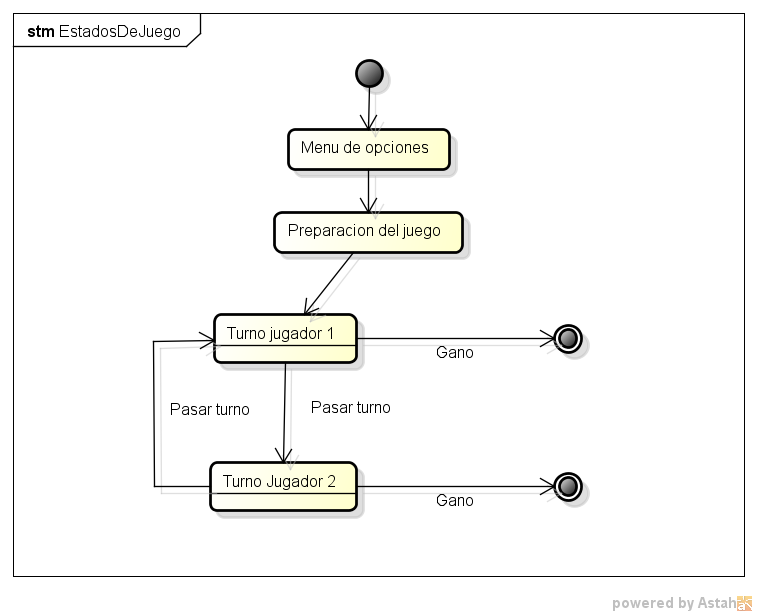 stm EstadosDeJuego
Menu de opciones
Preparacion del juego
Turno jugador 1
Gano
Pasar turno
Pasar turno
Turno Jugador 2
Gano
powered by Astah